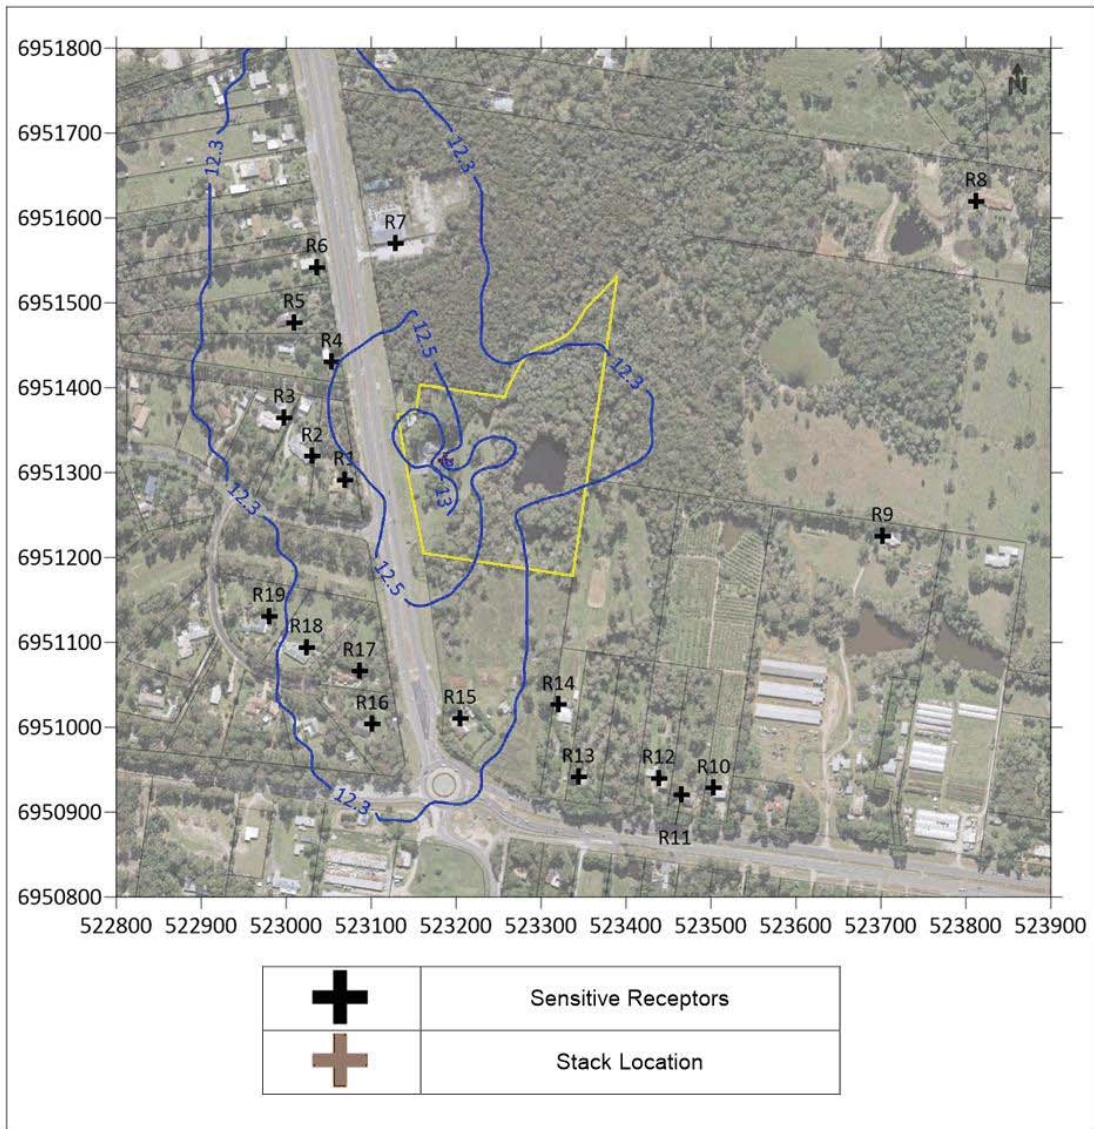 6951800
N
6951700
12.3
12.3
R8
6951600
R7
R6
6951500
R5
12.5
R4
6951400
12.3
R3
R2
R1
6951300
13
12.3
R9
6951200
12.5
R19
R18
6951100
R17
R14
R16
R15
6951000
R13
R12
R10
6950900
12.3
R11
6950800
522800 522900 523000 523100 523200 523300 523400 523500 523600 523700 523800 523900
Sensitive Receptors
Stack Location